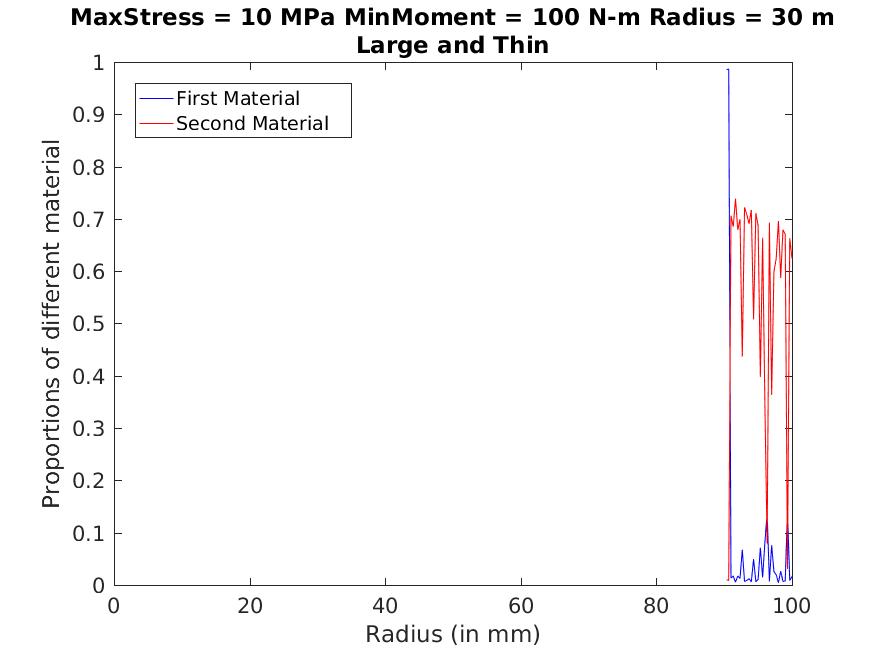 MaxStress = 10 MPa MinMoment = 100 N-m Radius = 30 m
Large and Thin
First Material
Second Material
Proportions of different material
1
0.9
0.8
0.7
0.6
0.5
0.4
0.3
0.2
0.1
0
0 20 40 60 80 100
Radius (in mm)